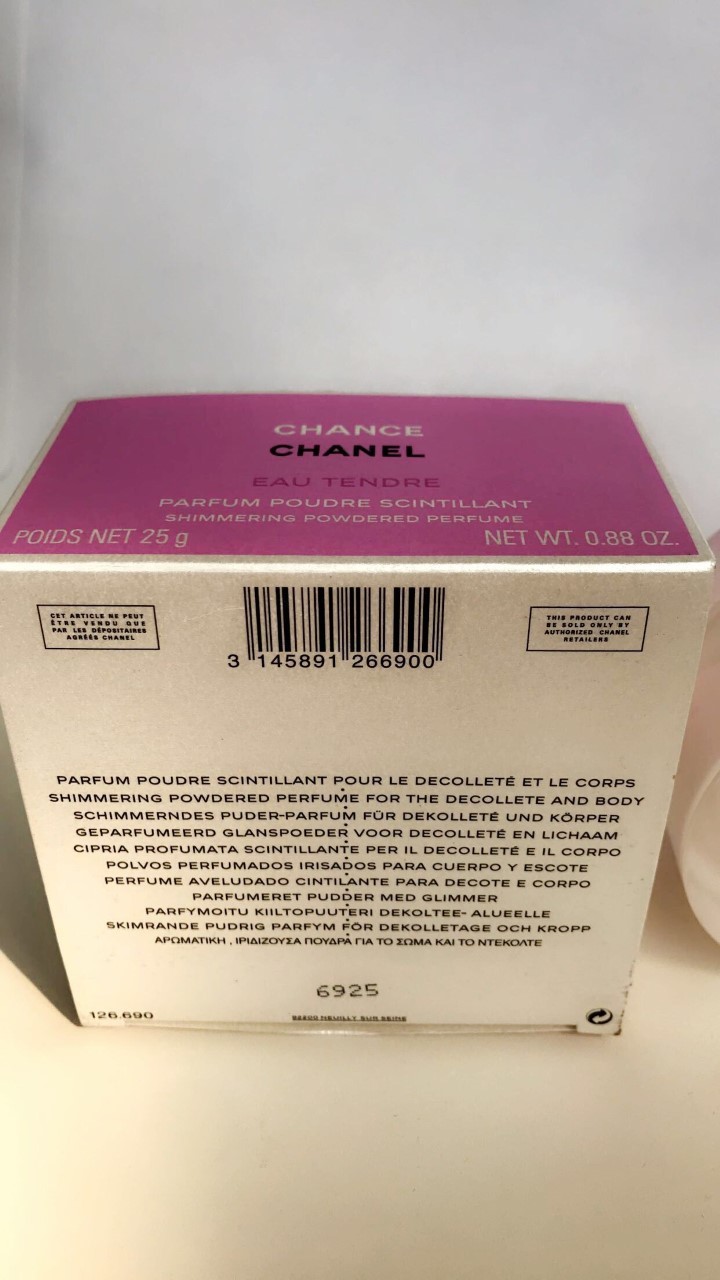 CHANCE
CHANEL
EAU TENDRE
PARFUM POUDRE SCINTILLANT
SHIMMERING POWDERED PERFUME
POIDS NET 25 g
NET WT. 0.88 OZ.
CET ARTICLE NE PEUT
ÊTRE VENDU QUE
PAR LES DÉPOSITAIRES
AGRÉÉS CHANEL
3 145891 266900
THIS PRODUCT CAN
BE SOLD ONLY BY
AUTHORIZED CHANEL
RETAILERS
PARFUM POUDRE SCINTILLANT POUR LE DECOLLETÉ ET LE CORPS
SHIMMERING POWDERED PERFUME FOR THE DECOLLETE AND BODY
SCHIMMERNDES PUDER-PARFUM FÜR DEKOLLETÉ UND KÖRPER
GEPARFUMEERD GLANSPOEDER VOOR DECOLLETÉ EN LICHAAM
CIPRIA PROFUMATA SCINTILLANTE PER IL DECOLLETÉ E IL CORPO
POLVOS PERFUMADOS IRISADOS PARA CUERPO Y ESCOTE
PERFUME AVELUDADO CINTILANTE PARA DECOTE E CORPO
PARFUMERET PUDDER MED GLIMMER
PARFYMOITU KIILTOPUUTERI DEKOLTEE- ALUEELLE
SKIMRANDE PUDRIG PARFYM FÖR DEKOLLETAGE OCH KROPP
ΑΡΩΜΑΤΙΚΗ , ΙΡΙΔΙΖΟΥΣΑ ΠΟΥΔΡΑ ΓΙΑ ΤΟ ΣΩΜΑ ΚΑΙ ΤΟ ΝΤΕΚΟΛΤΕ
6925
126.690
92200 NEUILLY SUR SEINE